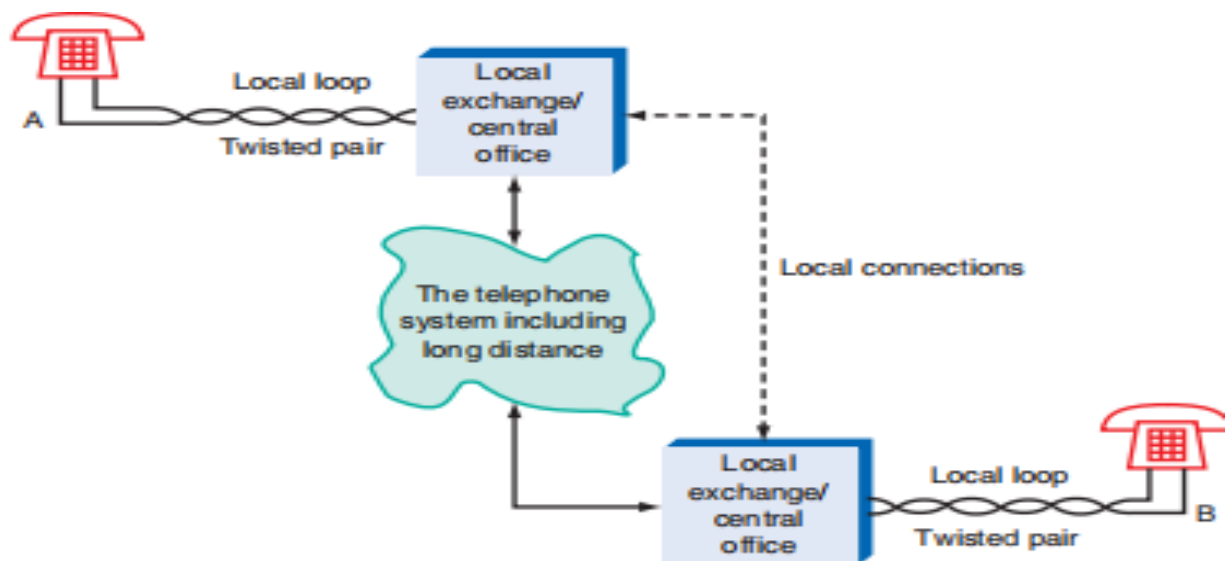 Local loop
A
Twisted pair
Local
exchange/
central
office
The telephone
system including
long distance
Local connections
Local
exchange/
central
office
Local loop
B
Twisted pair